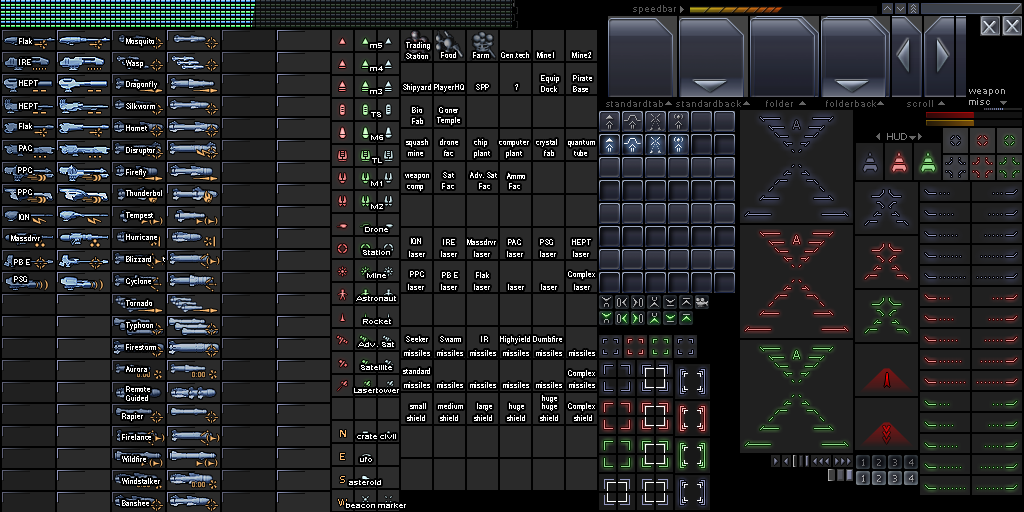 speedbar
Flak
IRE
HEPT
HEPT
Flak
PAC
PPC
PPC
ION
Massdrvr
PB E
PSG
Mosquito
Wasp
Dragonfly
Silkworm
Hornet
Disruptor
Firefly
Thunderbol
Tempest
Hurricane
Blizzard
Cyclone
Tornado
Typhoon
Firestorm
Aurora
0:00
Remote
Guided
Rapier
Firelance
Wildfire
Windstalker
0:00
Banshee
m5
m4
m3
TS
M6
TL
M1
M2
Drone
Station
Mine
Astronaut
Rocket
Adv. Sat
Satellite
Lasertower
N
crate civil
E
ufo
S
asteroid
W
beacon marker
Trading
Station
Food
Farm
Gen.tech
Mine1
Mine2
Shipyard
PlayerHQ
SPP
?
Equip
Dock
Pirate
Base
Bio
Fab
Goner
Temple
squash
mine
drone
fac
chip
plant
computer
plant
crystal
fab
quantum
tube
weapon
comp
Sat
Fac
Adv. Sat
Fac
Ammo
Fac
ION
laser
IRE
laser
Massdrvr
laser
PAC
laser
PSG
laser
HEPT
laser
PPC
laser
PB E
laser
Flak
laser
laser
laser
Complex
laser
Seeker
missiles
Swarm
missiles
IR
missiles
Highyield
missiles
Dumbfire
missiles
missiles
standard
missiles
missiles
missiles
missiles
missiles
Complex
missiles
small
shield
medium
shield
large
shield
huge
shield
huge
huge
shield
Complex
shield
standardtab
standardback
folder
folderback
scroll
weapon
misc
HUD
A
A
A
1 2 3 4
1 2 3 4